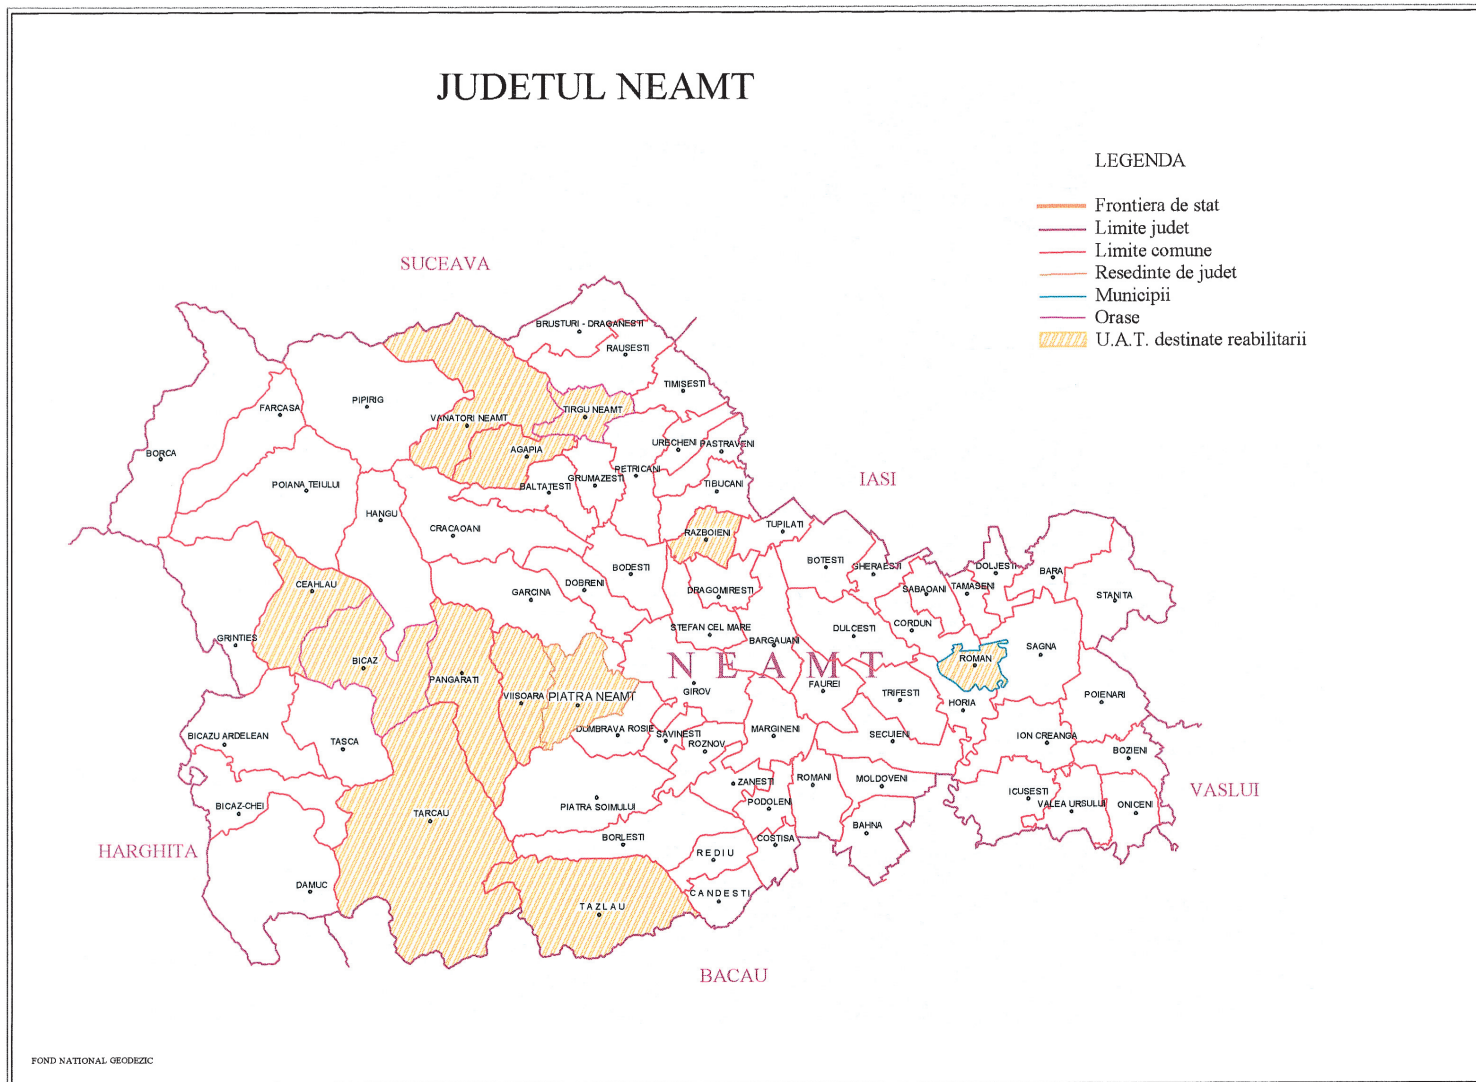 JUDETUL NEAMT
LEGENDA
Frontiera de stat
Limite judet
Limite comune
Resedinte de judet
Municipii
Orase
U.A.T. destinate reabilitarii
SUCEAVA
BRUSTURI - DRAGANESTI
RAUSESTI
TIMISESTI
PIPIRIG
FARCASA
VANATORI NEAMT
TIRGU NEAMT
BORCA
AGAPIA
URECHENI
PASTRAVENI
PETRICANI
GRUMAZESTI
BALTATESTI
TIBUCANI
POIANA TEIULUI
IASI
HANGU
CRACAOANI
RAZBOIENI
TUPILATI
BODESTI
BOTESTI
GHERAESTI
DOLJESTI
BARA
CEAHLAU
GARCINA
DOBRENI
DRAGOMIRESTI
SABAOANI
TAMASENI
STANITA
STEFAN CEL MARE
BARGAUANI
DULCESTI
CORDUN
GRINTIES
BICAZ
NEAMT
ROMAN
SAGNA
PANGARATI
VIISOARA
PIATRA NEAMT
GIROV
FAUREI
TRIFESTI
HORIA
POIENARI
BICAZU ARDELEAN
TASCA
DUMBRAVA ROSIE
SAVINESTI
ROZNOV
MARGINENI
SECUIENI
ION CREANGA
BOZIENI
BICAZ-CHEI
TARCAU
PIATRA SOIMULUI
ZANESTI
PODOLENI
ROMANI
MOLDOVENI
ICUSESTI
VALEA URSULUI
ONICENI
VASLUI
HARGHITA
BORLESTI
REDIU
COSTISA
BAHNA
DAMUC
TAZLAU
CANDESTI
BACAU
FOND NATIONAL GEODEZIC